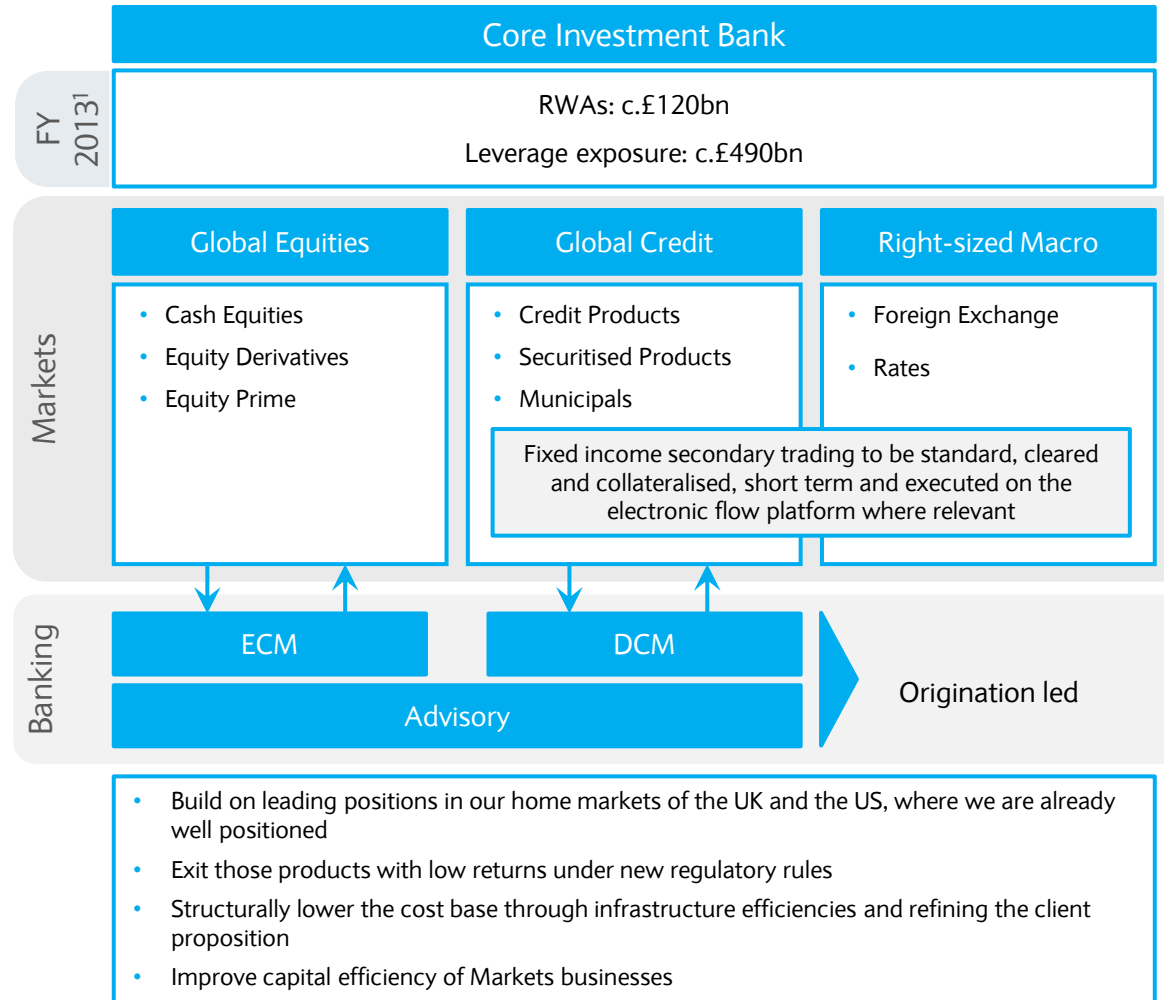 Core Investment Bank
FY
2013¹
RWAs: c.£120bn
Leverage exposure: c.£490bn
Markets
Global Equities
• Cash Equities
• Equity Derivatives
• Equity Prime
Global Credit
• Credit Products
• Securitised Products
• Municipals
Right-sized Macro
• Foreign Exchange
• Rates
Fixed income secondary trading to be standard, cleared
and collateralised, short term and executed on the
electronic flow platform where relevant
Banking
ECM
DCM
Advisory
Origination led
• Build on leading positions in our home markets of the UK and the US, where we are already
well positioned
• Exit those products with low returns under new regulatory rules
• Structurally lower the cost base through infrastructure efficiencies and refining the client
proposition
• Improve capital efficiency of Markets businesses